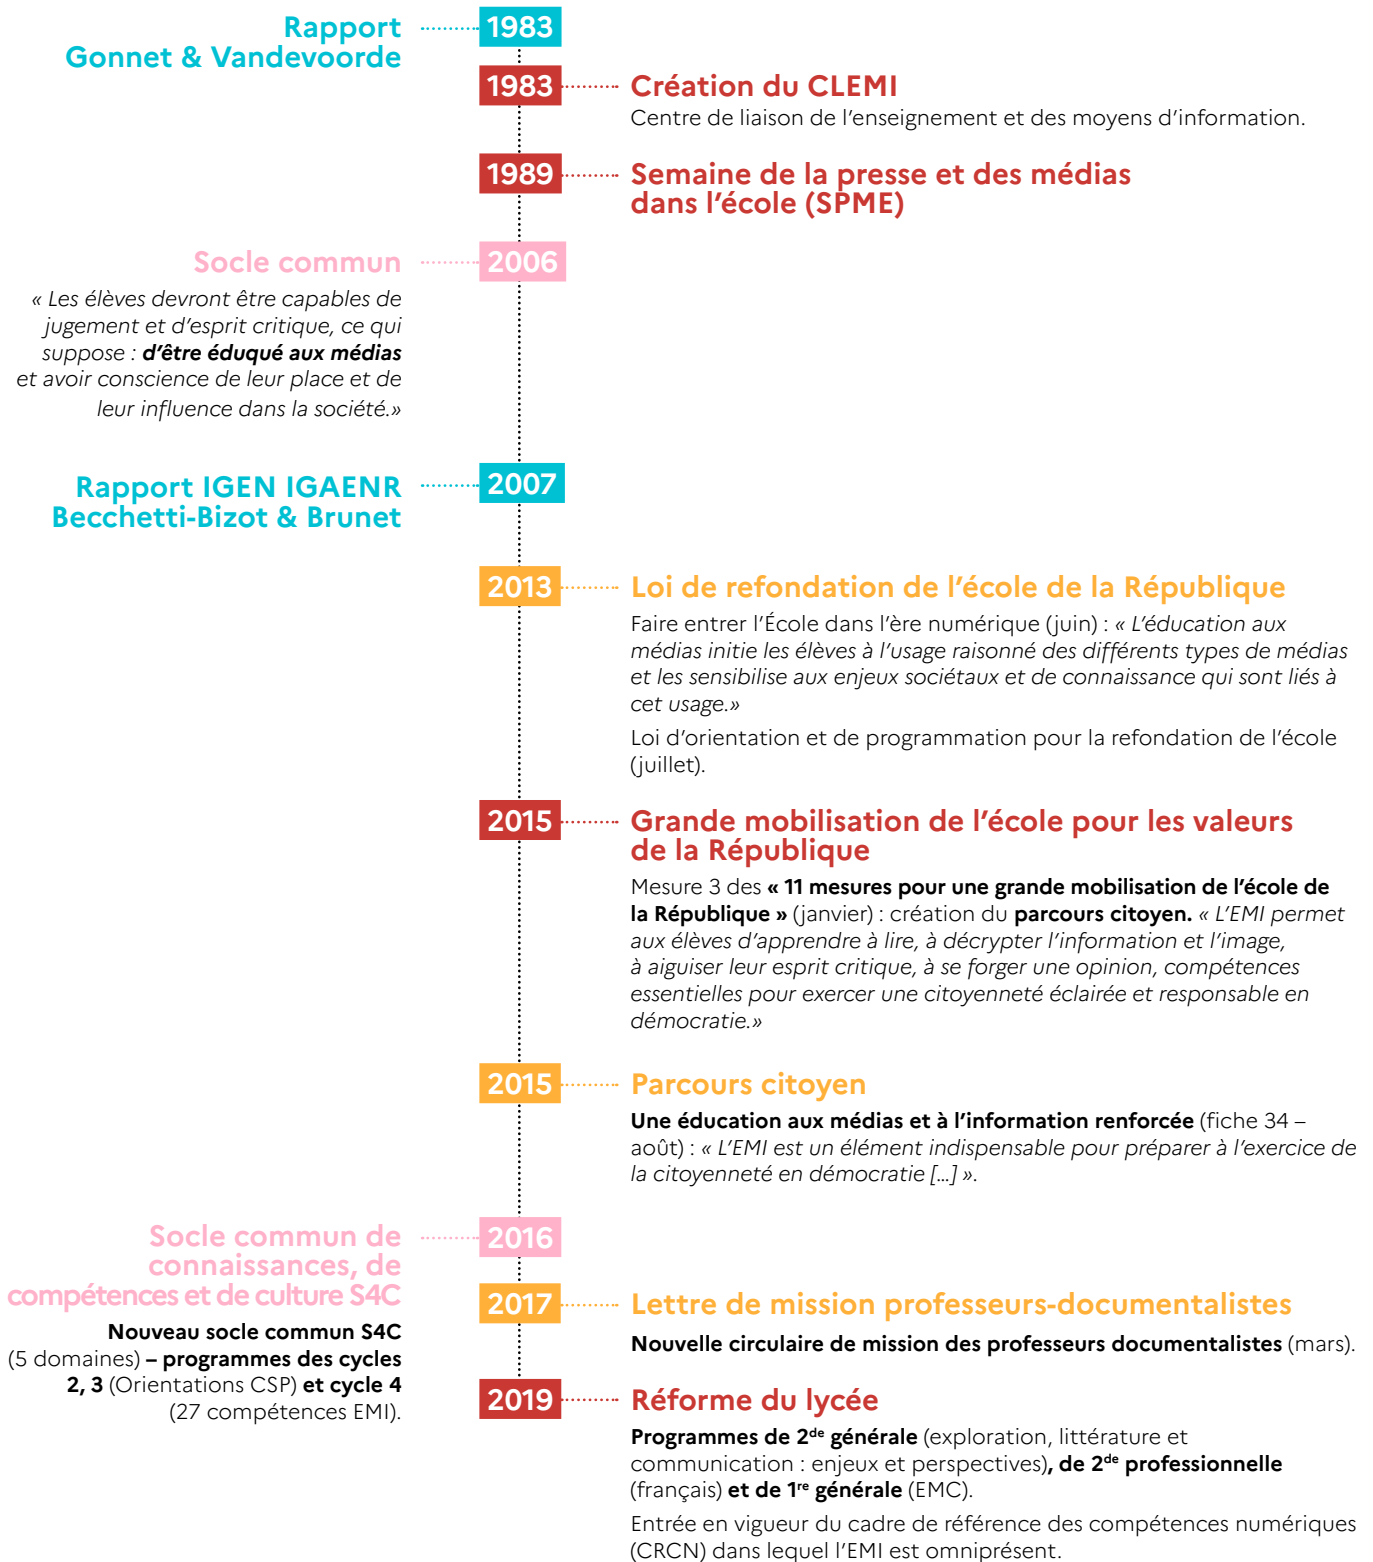 Rapport
Gonnet & Vandevoorde
1983
1983
Création du CLEMI
Centre de liaison de l’enseignement et des moyens d’information.
1989
Semaine de la presse et des médias
dans l’école (SPME)
Socle commun
2006
« Les élèves devront être capables de
jugement et d’esprit critique, ce qui
suppose : d’être éduqué aux médias
et avoir conscience de leur place et de
leur influence dans la société.»
Rapport IGEN IGAENR
Becchetti-Bizot & Brunet
2007
2013
Loi de refondation de l’école de la République
Faire entrer l’École dans l’ère numérique (juin) : « L’éducation aux
médias initie les élèves à l’usage raisonné des différents types de médias
et les sensibilise aux enjeux sociétaux et de connaissance qui sont liés à
cet usage.»
Loi d’orientation et de programmation pour la refondation de l’école
(juillet).
2015
Grande mobilisation de l’école pour les valeurs
de la République
Mesure 3 des « 11 mesures pour une grande mobilisation de l’école de
la République » (janvier) : création du parcours citoyen. « L’EMI permet
aux élèves d’apprendre à lire, à décrypter l’information et l’image,
à aiguiser leur esprit critique, à se forger une opinion, compétences
essentielles pour exercer une citoyenneté éclairée et responsable en
démocratie.»
2015
Parcours citoyen
Une éducation aux médias et à l’information renforcée (fiche 34 –
août) : « L’EMI est un élément indispensable pour préparer à l’exercice de
la citoyenneté en démocratie […] ».
Socle commun de
connaissances, de
compétences et de culture S4C
2016
Nouveau socle commun S4C
(5 domaines) – programmes des cycles
2, 3 (Orientations CSP) et cycle 4
(27 compétences EMI).
2017
Lettre de mission professeurs-documentalistes
Nouvelle circulaire de mission des professeurs documentalistes (mars).
2019
Réforme du lycée
Programmes de 2de générale (exploration, littérature et
communication : enjeux et perspectives), de 2de professionnelle
(français) et de 1re générale (EMC).
Entrée en vigueur du cadre de référence des compétences numériques
(CRCN) dans lequel l’EMI est omniprésent.